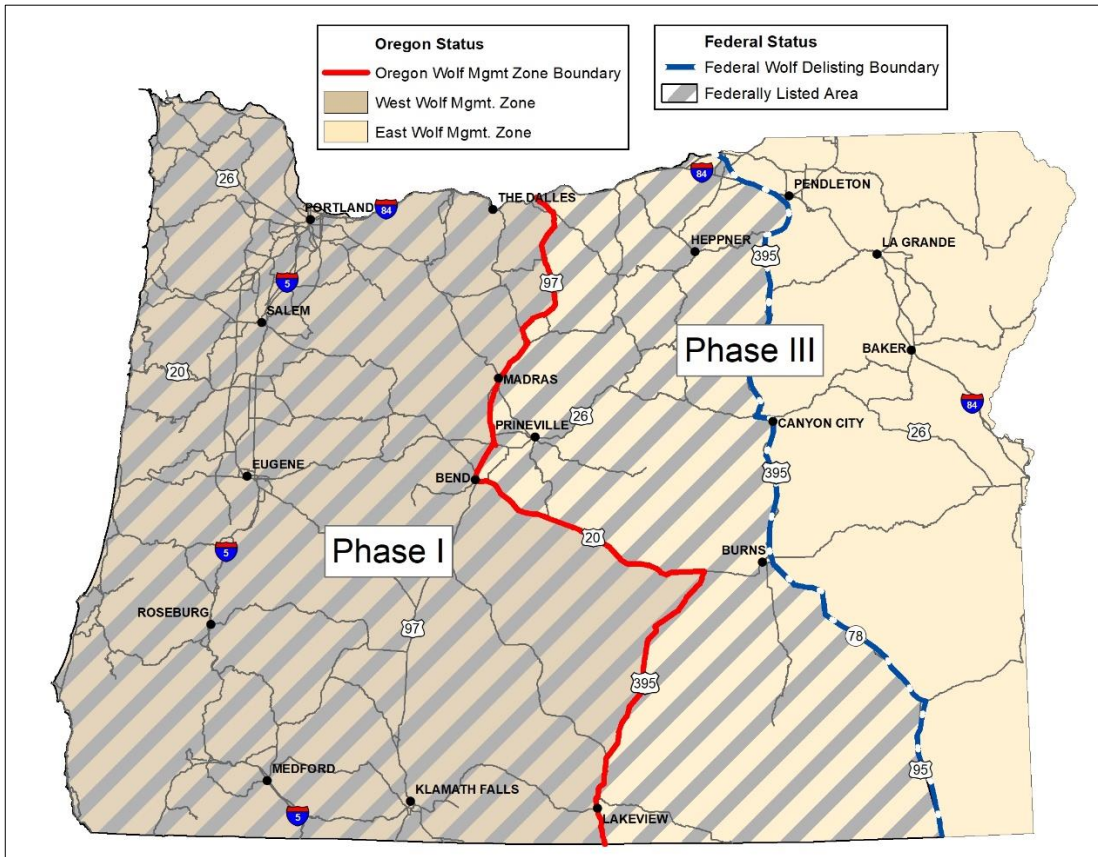 Oregon Status
Oregon Wolf Mgmt Zone Boundary
West Wolf Mgmt. Zone
East Wolf Mgmt. Zone
Federal Status
Federal Wolf Delisting Boundary
Federally Listed Area
26
PORTLAND
84
THE DALLES
84
PENDLETON
HEPPNER
395
LA GRANDE
97
5
SALEM
20
Phase III
BAKER
MADRAS
84
26
PRINEVILLE
CANYON CITY
26
EUGENE
BEND
395
20
5
Phase I
BURNS
ROSEBURG
97
78
395
MEDFORD
95
KLAMATH FALLS
5
LAKEVIEW